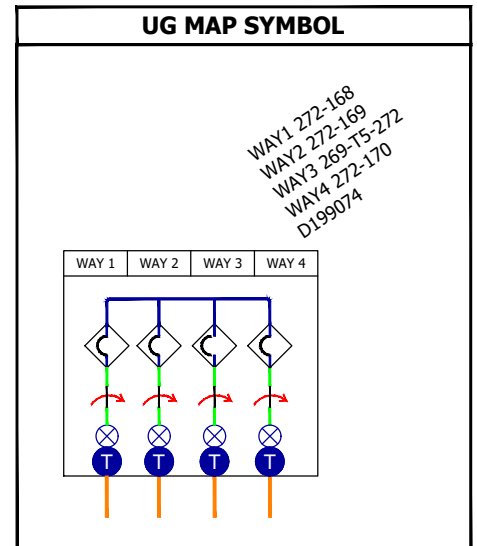 UG MAP SYMBOL
WAY1 272-168
WAY2 272-169
WAY3 269-T5-272
WAY4 272-170
D199074
WAY 1 WAY 2 WAY 3 WAY 4
T T T T